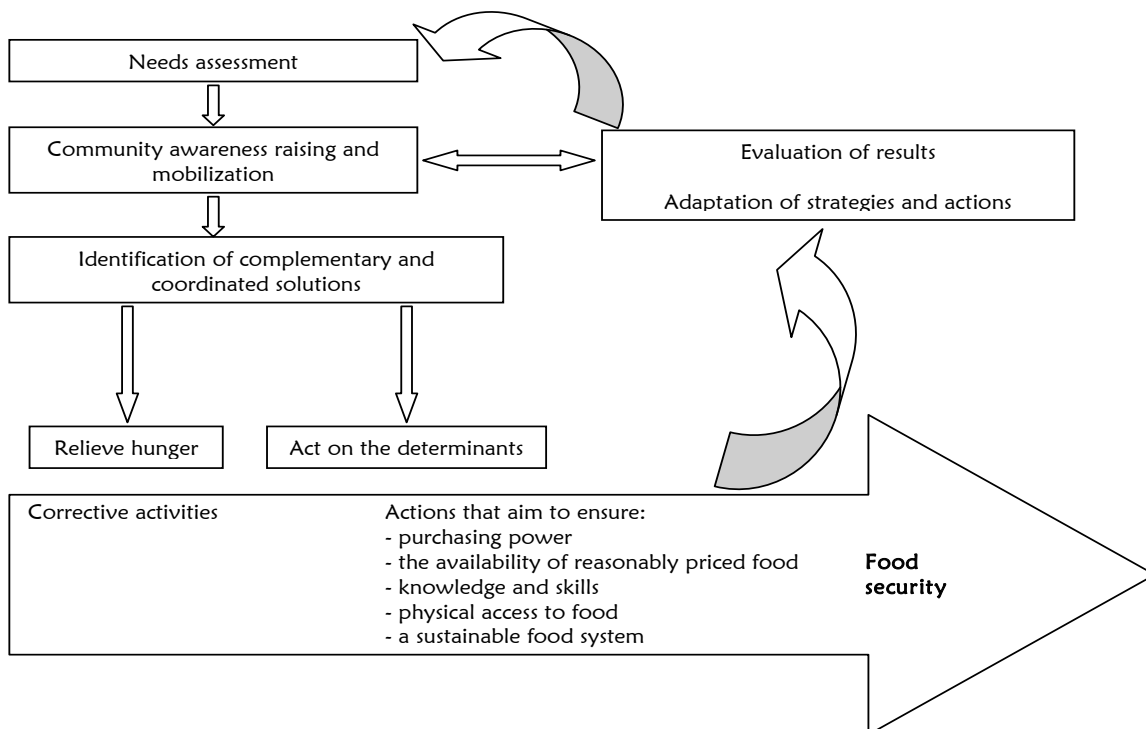 Needs assessment
Community awareness raising and
mobilization
Evaluation of results
Adaptation of strategies and actions
Identification of complementary and
coordinated solutions
Relieve hunger
Act on the determinants
Corrective activities
Actions that aim to ensure:
- purchasing power
- the availability of reasonably priced food
- knowledge and skills
- physical access to food
- a sustainable food system
Food
security